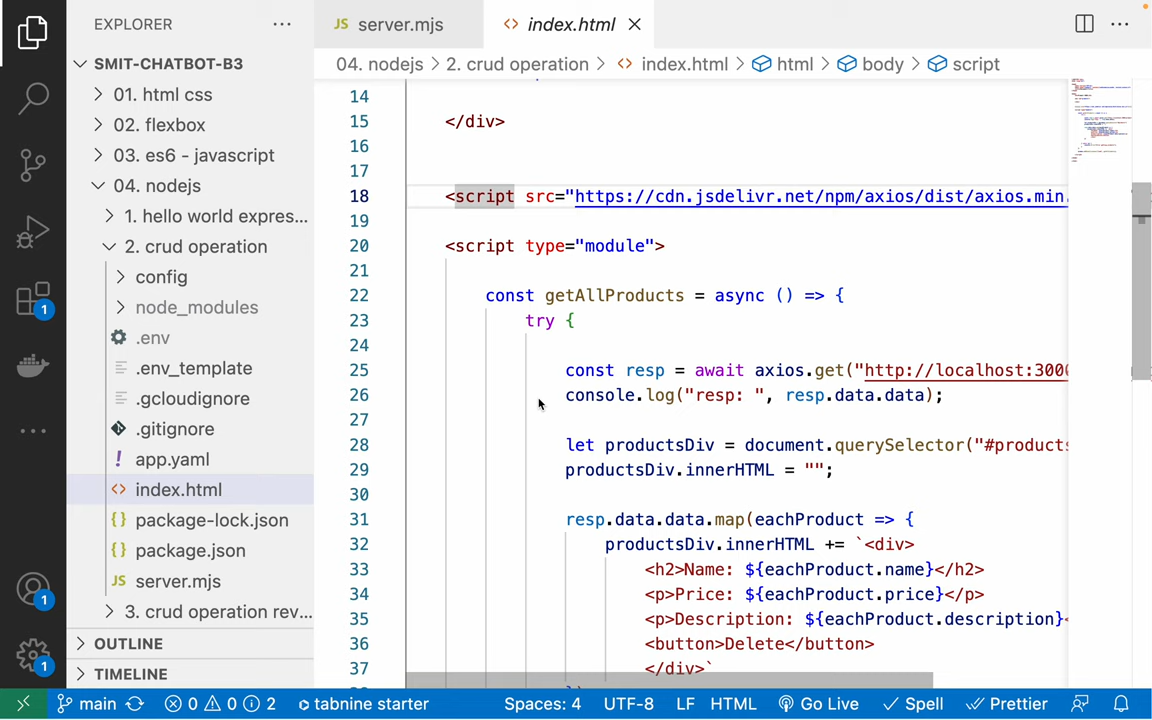 EXPLORER
SMIT-CHATBOT-B3
01. html css
02. flexbox
03. es6 - javascript
04. nodejs
1. hello world expres...
2. crud operation
config
node_modules
.env
.env_template
.gcloudignore
.gitignore
app.yaml
index.html
package-lock.json
package.json
JS server.mjs
3. crud operation rev...
OUTLINE
TIMELINE
1
1
1
JS server.mjs
<> index.html
04. nodejs > 2. crud operation > <> index.html > html > body > script
14
15 </div>
16
17
18 <script src="https://cdn.jsdelivr.net/npm/axios/dist/axios.min.
19
20 <script type="module">
21
22 const getAllProducts = async () => {
23 try {
24
25 const resp = await axios.get("http://localhost:3000
26 console.log("resp: ", resp.data.data);
27
28 let productsDiv = document.querySelector("#products
29 productsDiv.innerHTML = "";
30
31 resp.data.data.map(eachProduct => {
32 productsDiv.innerHTML += `<div>
33 <h2>Name: ${eachProduct.name}</h2>
34 <p>Price: ${eachProduct.price}</p>
35 <p>Description: ${eachProduct.description}<
36 <button>Delete</button>
37 </div>`
main 0 0 2 tabnine starter Spaces: 4 UTF-8 LF HTML Go Live Spell Prettier